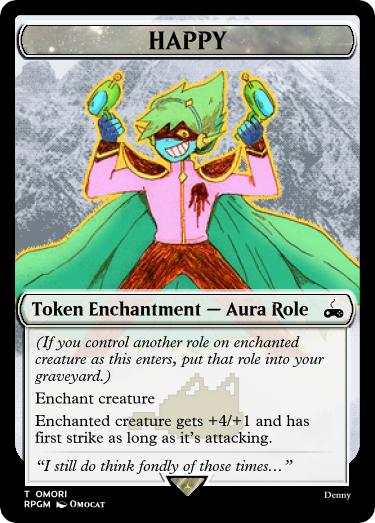 HAPPY
Token Enchantment — Aura Role
(If you control another role on enchanted
creature as this enters, put that role into your
graveyard.)
Enchant creature
Enchanted creature gets +4/+1 and has
first strike as long as it’s attacking.
“I still do think fondly of those times…”
T OMORI
RPGM Omocat
Denny